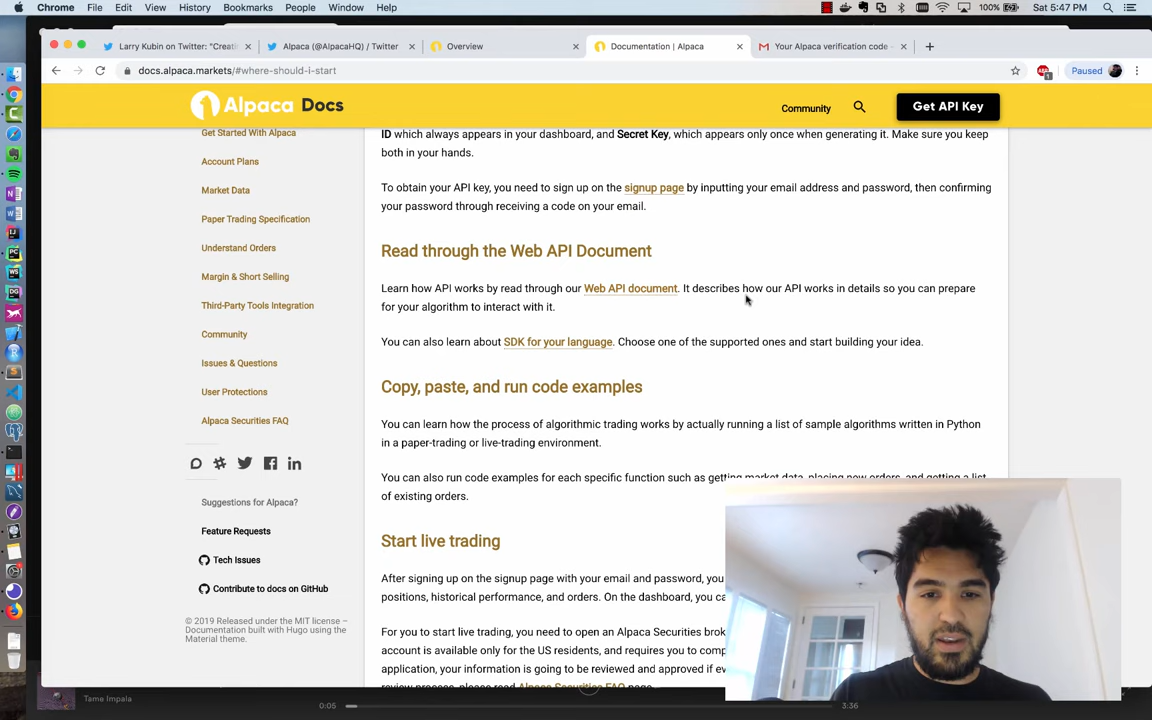 Chrome File Edit View History Bookmarks People Window Help
100% Sat 5:47 PM
Larry Kubin on Twitter: "Creati
Alpaca (@AlpacaHQ) / Twitter
Overview
Documentation | Alpaca
Your Alpaca verification code -
docs.alpaca.markets/#where-should-i-start
Paused
Alpaca Docs
Community
Get API Key
Get Started With Alpaca
Account Plans
Market Data
Paper Trading Specification
Understand Orders
Margin & Short Selling
Third-Party Tools Integration
Community
Issues & Questions
User Protections
Alpaca Securities FAQ
Suggestions for Alpaca?
Feature Requests
Tech Issues
Contribute to docs on GitHub
© 2019 Released under the MIT license –
Documentation built with Hugo using the
Material theme.
ID which always appears in your dashboard, and Secret Key, which appears only once when generating it. Make sure you keep
both in your hands.
To obtain your API key, you need to sign up on the signup page by inputting your email address and password, then confirming
your password through receiving a code on your email.
Read through the Web API Document
Learn how API works by read through our Web API document. It describes how our API works in details so you can prepare
for your algorithm to interact with it.
You can also learn about SDK for your language. Choose one of the supported ones and start building your idea.
Copy, paste, and run code examples
You can learn how the process of algorithmic trading works by actually running a list of sample algorithms written in Python
in a paper-trading or live-trading environment.
You can also run code examples for each specific function such as getting market data, placing new orders, and getting a list
of existing orders.
Start live trading
After signing up on the signup page with your email and password, you
positions, historical performance, and orders. On the dashboard, you ca
For you to start live trading, you need to open an Alpaca Securities brok
account is available only for the US residents, and requires you to comp
application, your information is going to be reviewed and approved if ev
Alpaca Securities FAQ page.
Tame Impala
0:05
3:36